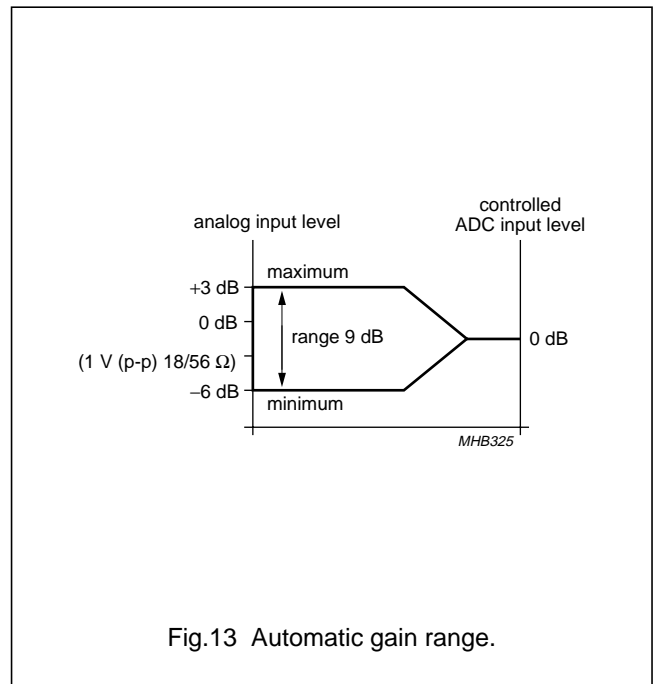 analog input level
controlled
ADC input level
+3 dB
maximum
0 dB
range 9 dB
0 dB
(1 V (p-p) 18/56 Ω)
−6 dB
minimum
MHB325
Fig.13 Automatic gain range.